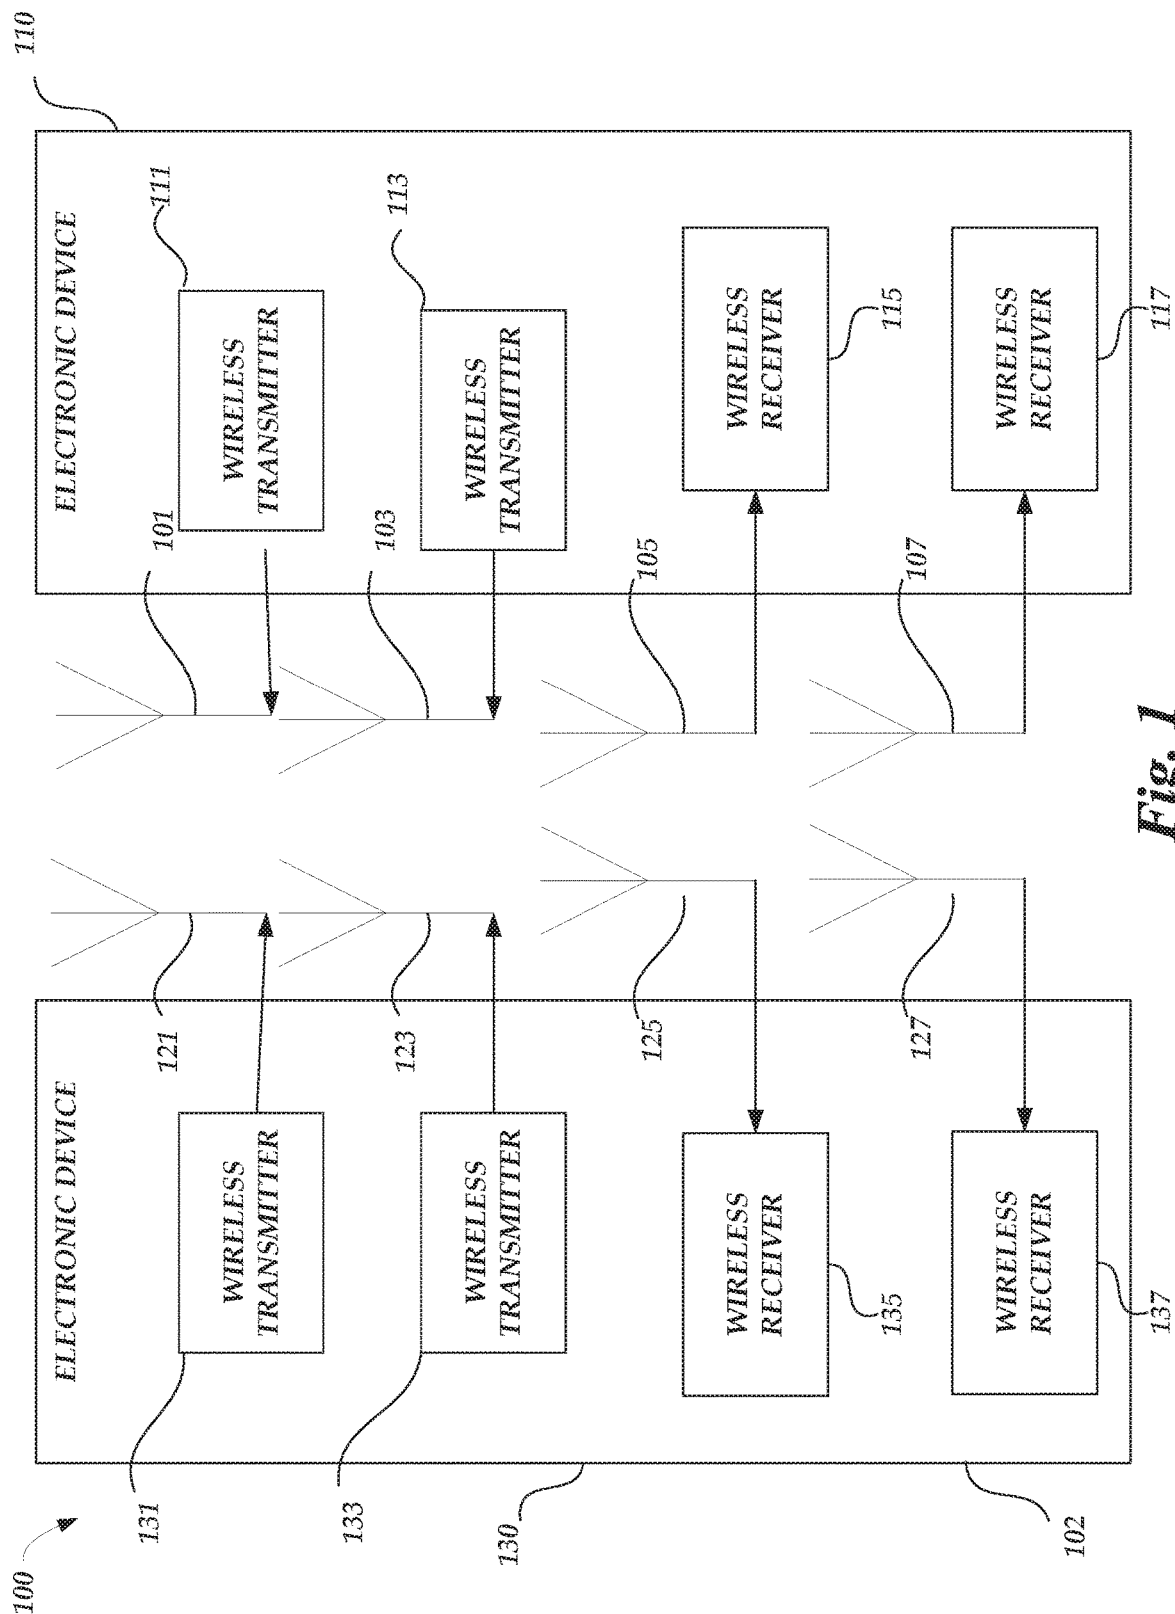 100
110
ELECTRONIC DEVICE
ELECTRONIC DEVICE
131
121
101
111
WIRELESS
TRANSMITTER
WIRELESS
TRANSMITTER
133
123
103
113
WIRELESS
TRANSMITTER
WIRELESS
TRANSMITTER
130
125
105
WIRELESS
RECEIVER
WIRELESS
RECEIVER
135
115
127
107
WIRELESS
RECEIVER
WIRELESS
RECEIVER
102
137
117
Fig. 1